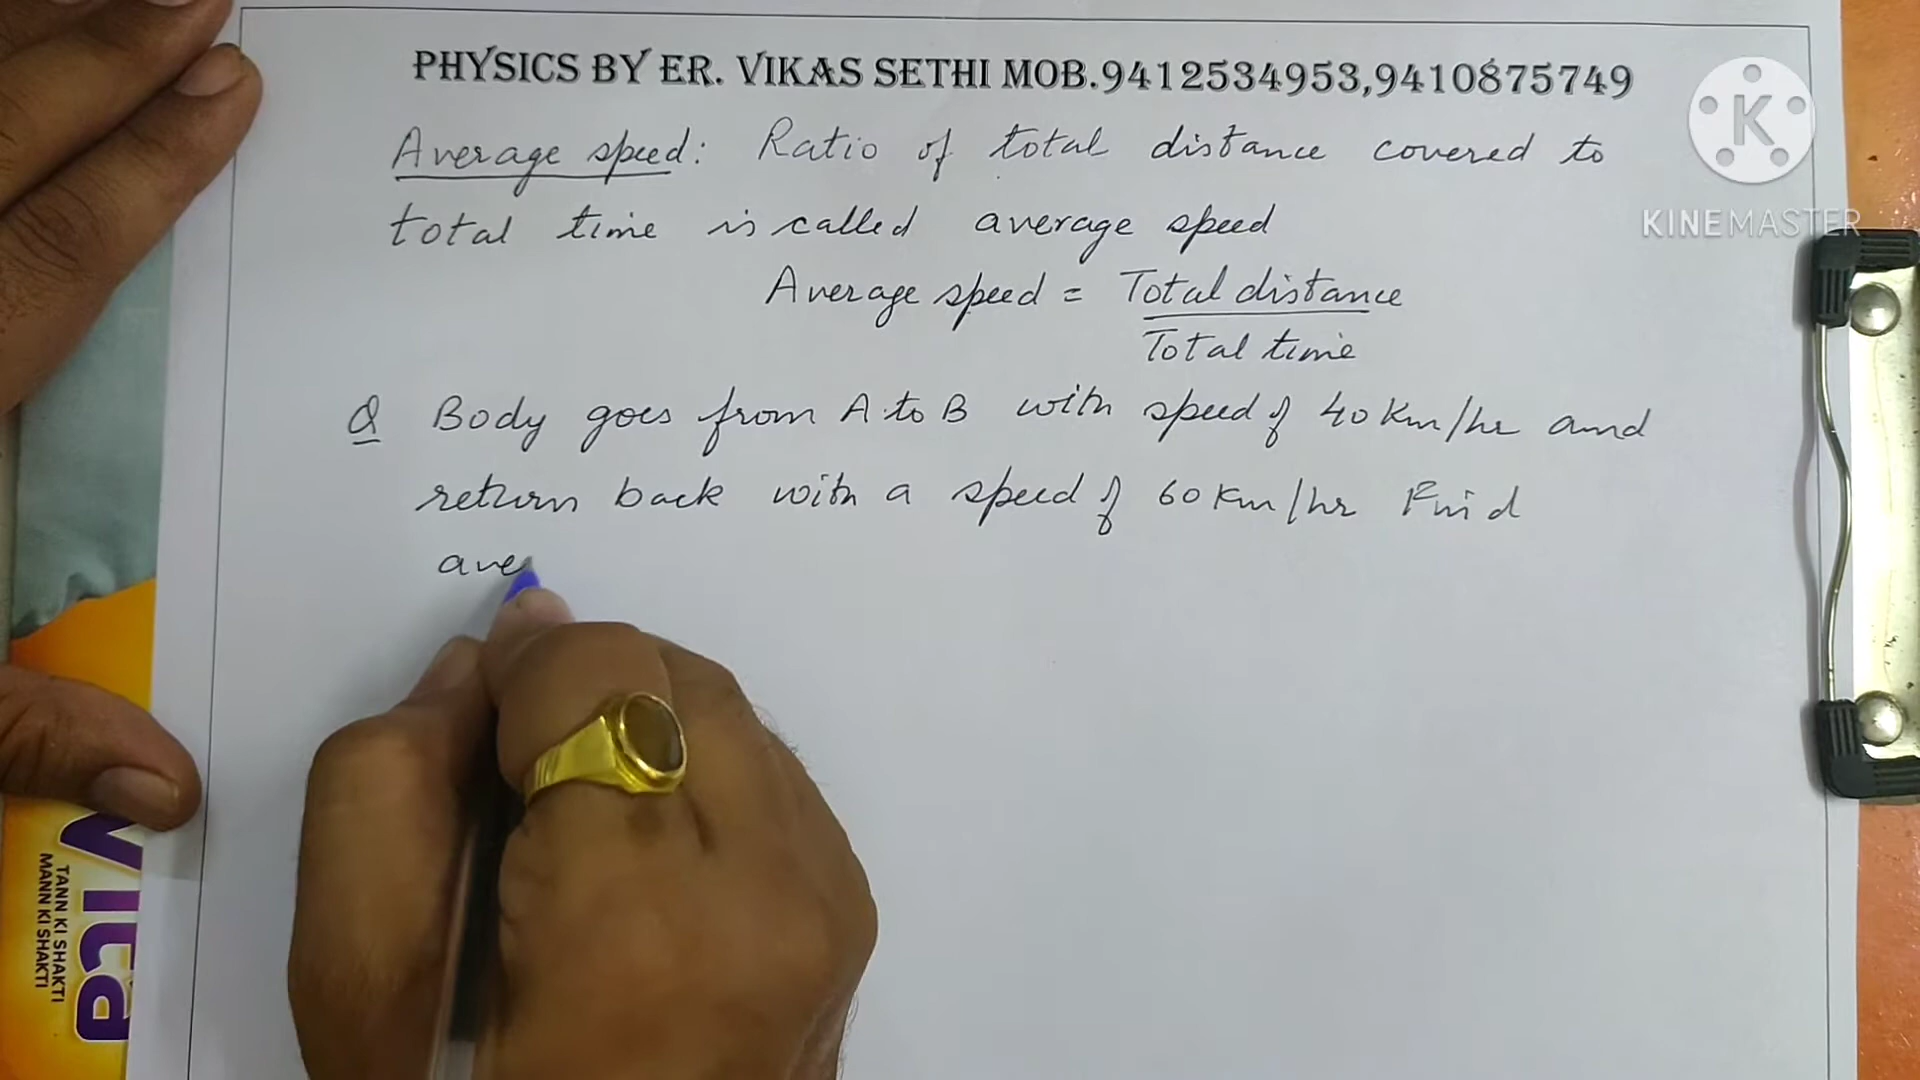 PHYSICS BY ER. VIKAS SETHI MOB.9412534953,9410875749
K
KINEMASTER
Average speed: Ratio of total distance covered to
total time is called average speed
Average speed = Total distance
Total time
Q Body goes from A to B with speed of 40 Km/hr and
return back with a speed of 60 Km/hr Find
ave
Vita
TANN KI SHAKTI
MANN KI SHAKTI